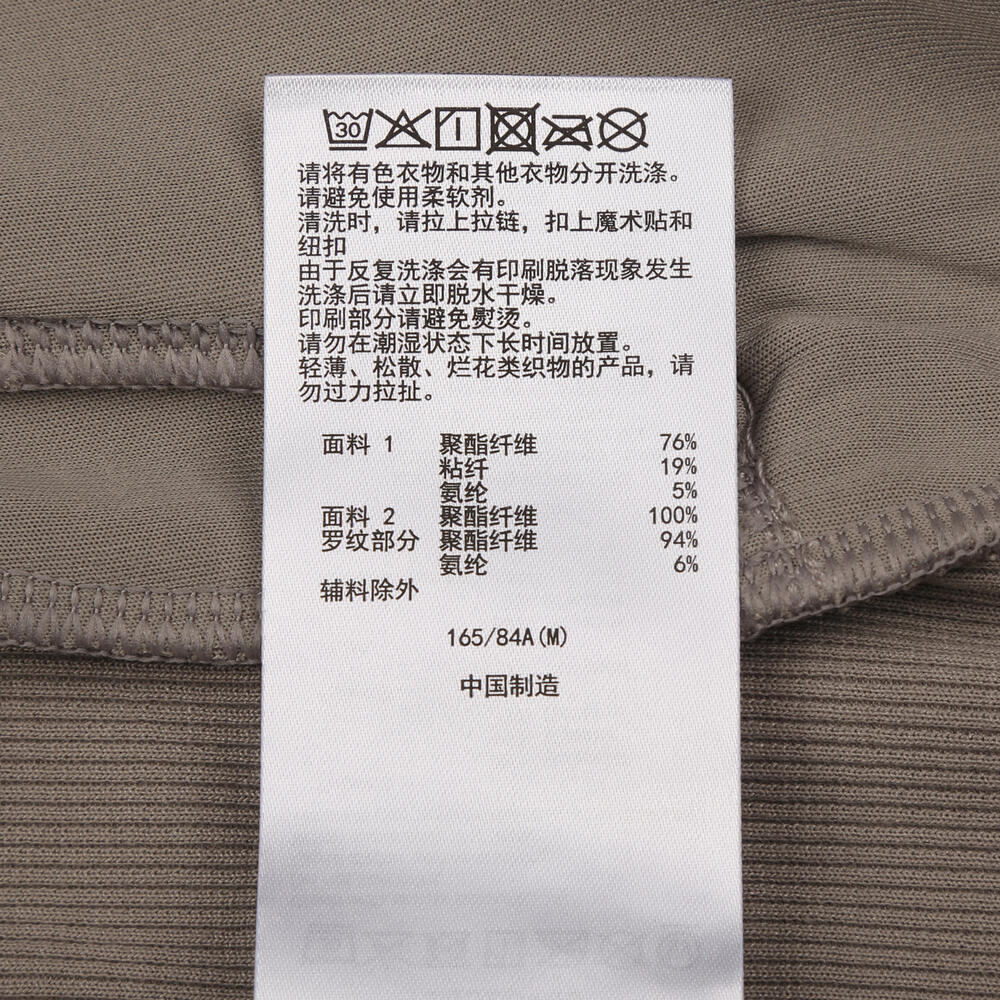 30
请将有色衣物和其他衣物分开洗涤。
请避免使用柔软剂。
清洗时，请拉上拉链，扣上魔术贴和
纽扣
由于反复洗涤会有印刷脱落现象发生
洗涤后请立即脱水干燥。
印刷部分请避免熨烫。
请勿在潮湿状态下长时间放置。
轻薄、松散、烂花类织物的产品，请
勿过力拉扯。
面料 1 聚酯纤维 76%
粘纤 19%
氨纶 5%
面料 2 聚酯纤维 100%
罗纹部分 聚酯纤维 94%
氨纶 6%
辅料除外
165/84A(M)
中国制造